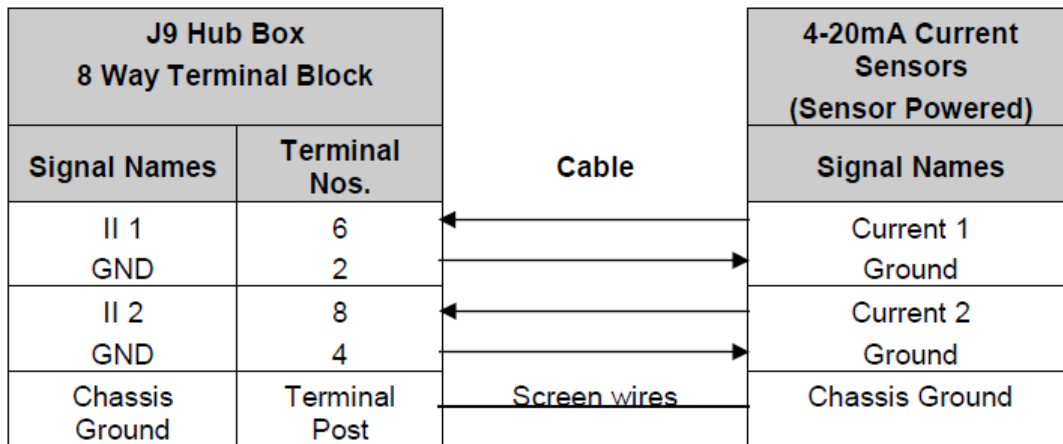 J9 Hub Box
8 Way Terminal Block
4-20mA Current
Sensors
(Sensor Powered)
Signal Names
Terminal
Nos.
Cable
Signal Names
II 1
6
Current 1
GND
2
Ground
II 2
8
Current 2
GND
4
Ground
Chassis
Ground
Terminal
Post
Screen wires
Chassis Ground